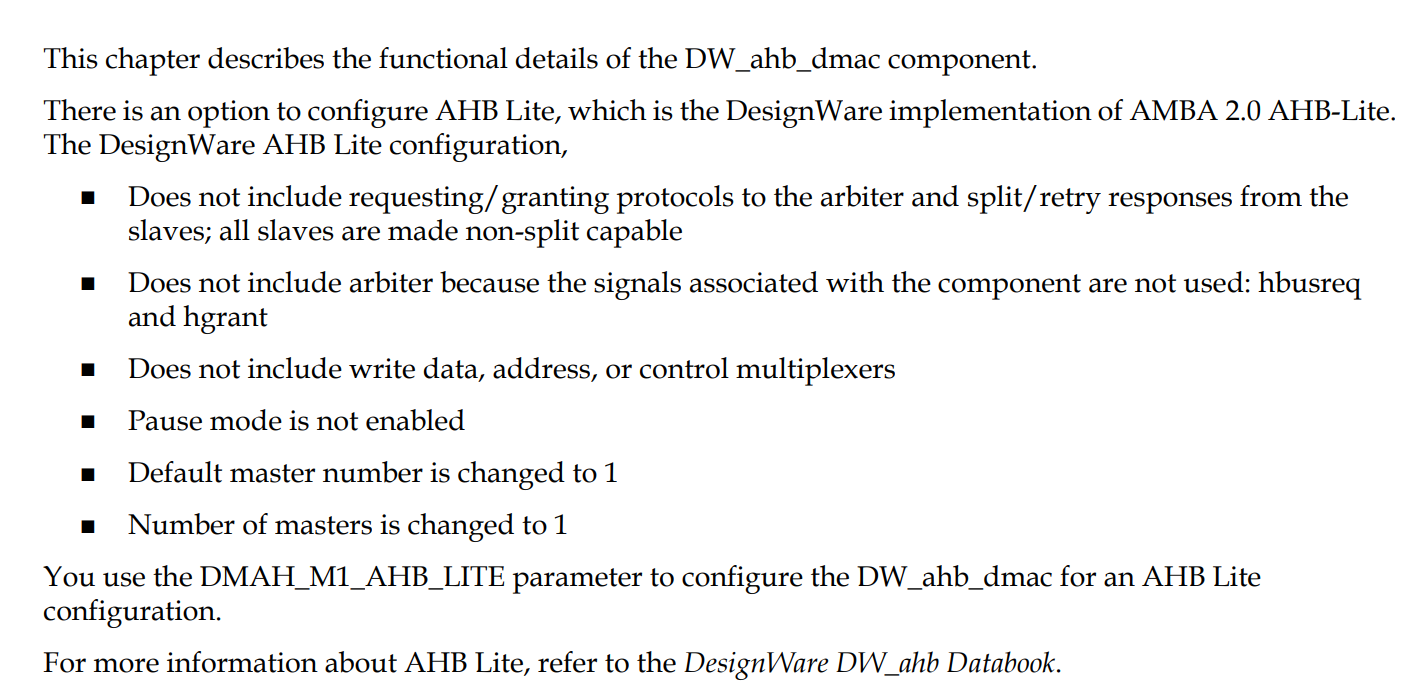 This chapter describes the functional details of the DW_ahb_dmac component.
There is an option to configure AHB Lite, which is the DesignWare implementation of AMBA 2.0 AHB-Lite.
The DesignWare AHB Lite configuration,
■ Does not include requesting/granting protocols to the arbiter and split/retry responses from the
slaves; all slaves are made non-split capable
■ Does not include arbiter because the signals associated with the component are not used: hbusreq
and hgrant
■ Does not include write data, address, or control multiplexers
■ Pause mode is not enabled
■ Default master number is changed to 1
■ Number of masters is changed to 1
You use the DMAH_M1_AHB_LITE parameter to configure the DW_ahb_dmac for an AHB Lite
configuration.
For more information about AHB Lite, refer to the DesignWare DW_ahb Databook.